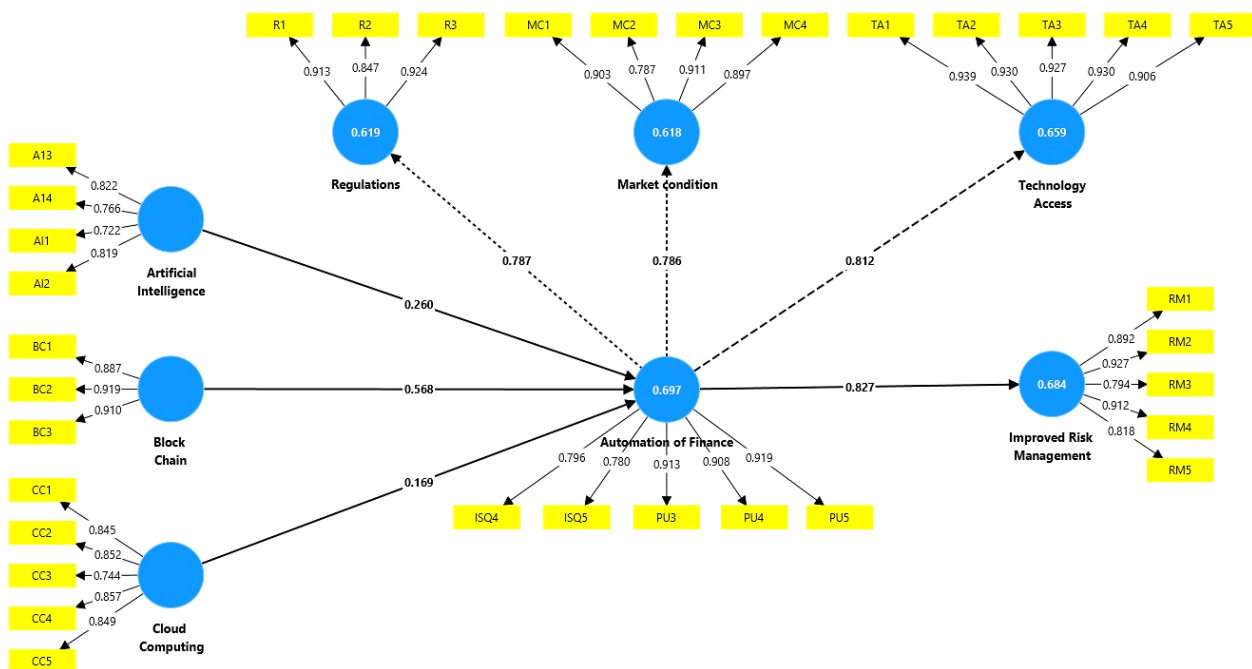 R1
R2
R3
MC1
MC2
MC3
MC4
TA1
TA2
TA3
TA4
TA5
0.913
0.847
0.924
0.903
0.787
0.911
0.897
0.939
0.930
0.927
0.930
0.906
0.619
0.618
0.659
Regulations
Market condition
Technology
Access
A13
A14
AI1
AI2
0.822
0.766
0.722
0.819
Artificial
Intelligence
0.787
0.786
0.812
0.260
BC1
BC2
BC3
0.887
0.919
0.910
Block
Chain
0.568
0.697
Automation of Finance
0.827
0.684
Improved Risk
Management
RM1
RM2
RM3
RM4
RM5
0.892
0.927
0.794
0.912
0.818
0.796
0.780
0.913
0.908
0.919
ISQ4
ISQ5
PU3
PU4
PU5
0.169
CC1
CC2
CC3
CC4
CC5
0.845
0.852
0.744
0.857
0.849
Cloud
Computing